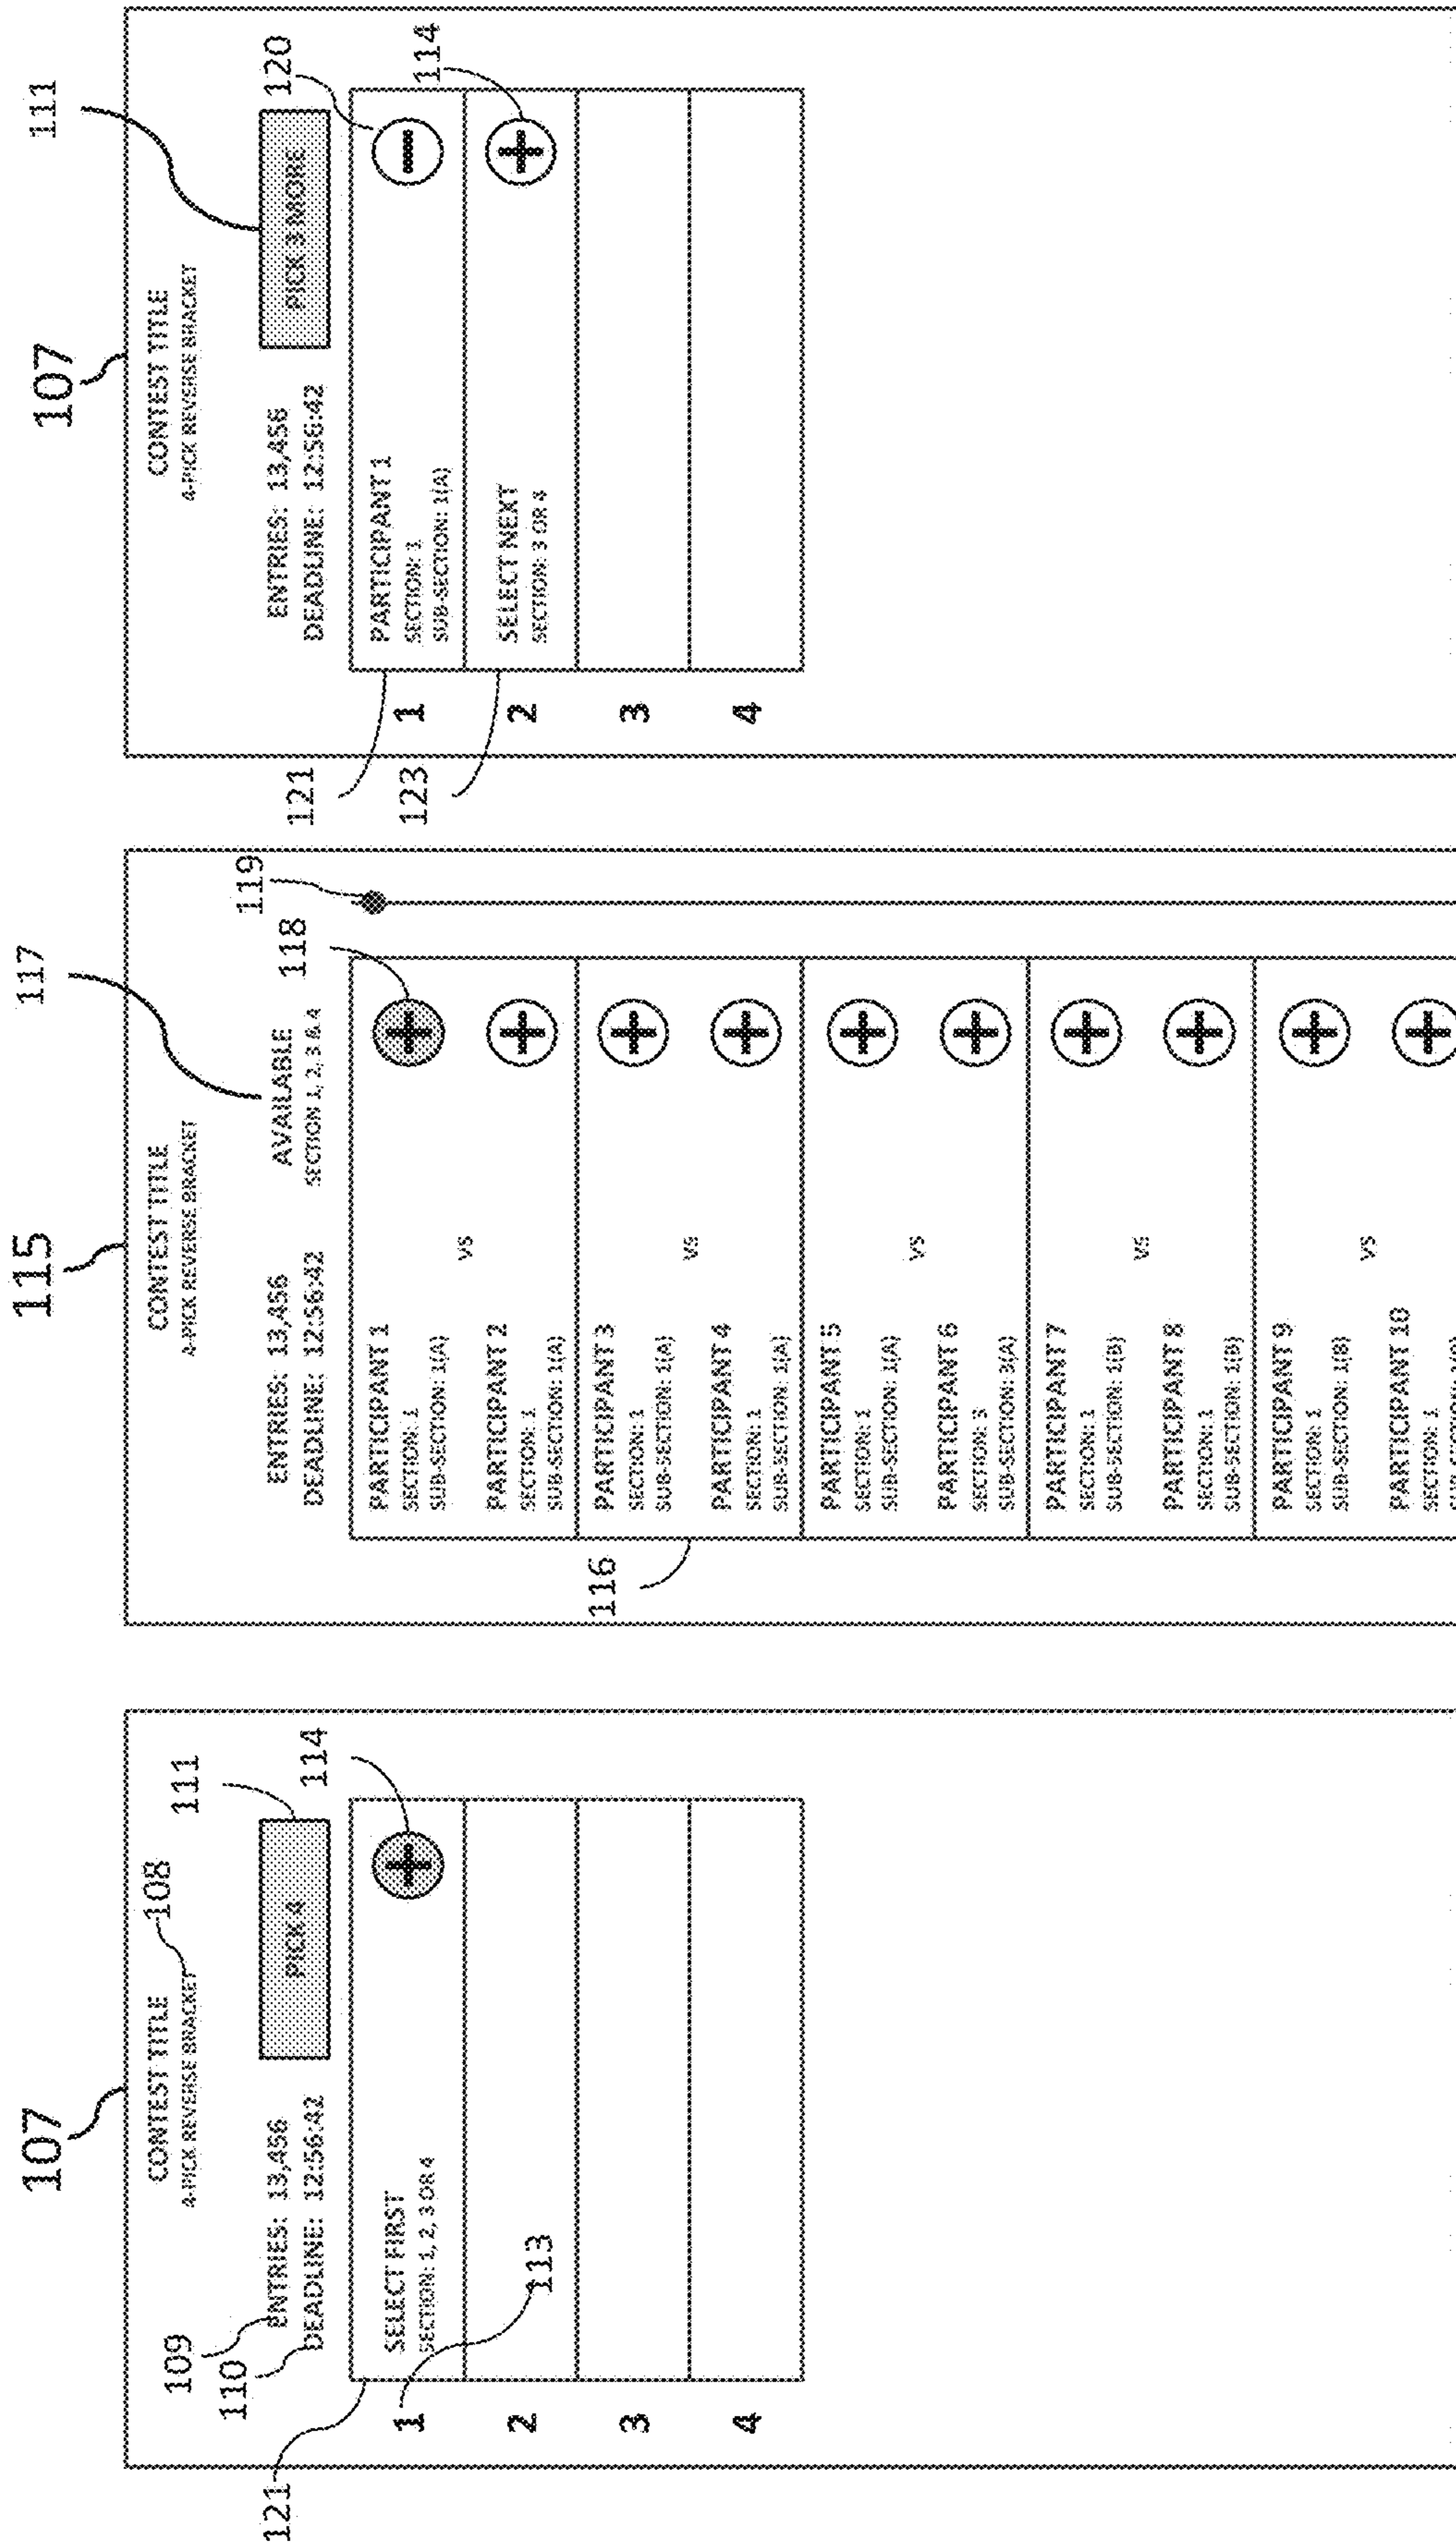 107
CONTEST TITLE
108
4-PICK REVERSE BRACKET
111
109
ENTRIES: 13,456
PICK 4
110
DEADLINE: 12:56:42
114
121
1
SELECT FIRST
SECTION: 1, 2, 3 OR 4
113
2
3
4
115
117
CONTEST TITLE
4-PICK REVERSE BRACKET
119
ENTRIES: 13,456
AVAILABLE
118
DEADLINE: 12:56:42
SECTION 1, 2, 3 & 4
PARTICIPANT 1
SECTION: 1
SUB-SECTION: 1(A)
VS
PARTICIPANT 2
SECTION: 1
SUB-SECTION: 1(A)
116
PARTICIPANT 3
SECTION: 1
SUB-SECTION: 1(A)
VS
PARTICIPANT 4
SECTION: 1
SUB-SECTION: 1(A)
PARTICIPANT 5
SECTION: 1
SUB-SECTION: 1(A)
VS
PARTICIPANT 6
SECTION: 3
SUB-SECTION: 3(A)
PARTICIPANT 7
SECTION: 1
SUB-SECTION: 1(B)
VS
PARTICIPANT 8
SECTION: 1
SUB-SECTION: 1(B)
PARTICIPANT 9
SECTION: 1
SUB-SECTION: 1(B)
VS
PARTICIPANT 10
SECTION: 1
107
111
CONTEST TITLE
4-PICK REVERSE BRACKET
120
ENTRIES: 13,456
PICK 3 MORE
DEADLINE: 12:56:42
114
121
1
PARTICIPANT 1
SECTION: 1
SUB-SECTION: 1(A)
123
2
SELECT NEXT
SECTION: 3 OR 4
3
4